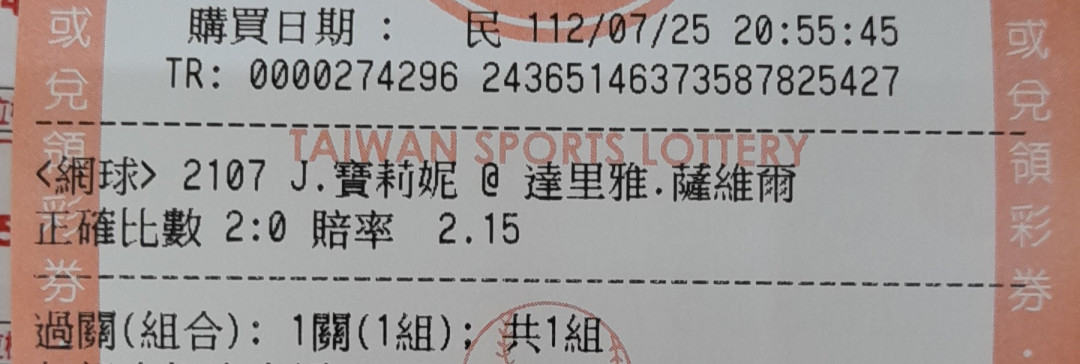 購買日期: 民 112/07/25 20:55:45
TR: 0000274296 24365146373587825427
TAIWAN SPORTS LOTTERY
<網球> 2107 J.寶莉妮 @ 達里雅.薩維爾
正確比數 2:0 賠率 2.15
過關(組合): 1關(1組); 共1組
或兌領彩券
或兌領彩券.